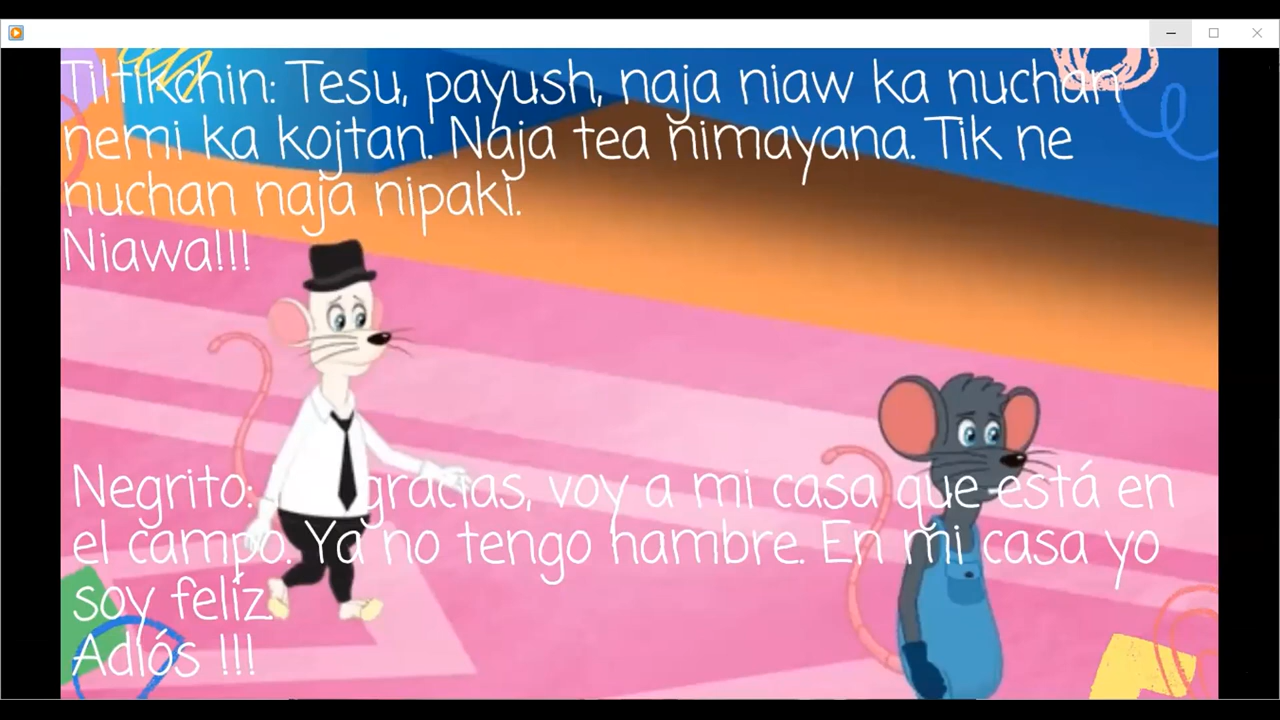 Tiltikchin: Tesu, payush, naja niaw ka nuchan
nemi ka kojtan. Naja tea nimayana. Tik ne
nuchan naja nipaki.
Niawa!!!
Negrito: gracias, voy a mi casa que está en
el campo. Ya no tengo hambre. En mi casa yo
soy felíz.
Adiós !!!